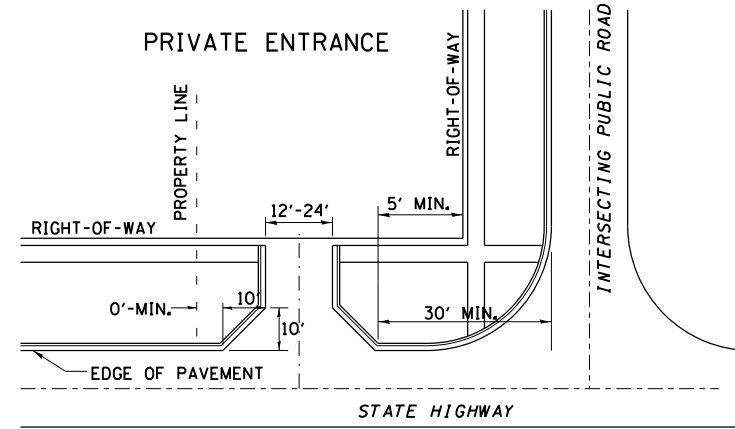 PRIVATE ENTRANCE
PROPERTY LINE
RIGHT-OF-WAY
INTERSECTING PUBLIC ROAD
12'-24'
5' MIN.
RIGHT-OF-WAY
0'-MIN.
10'
10'
30' MIN.
EDGE OF PAVEMENT
STATE HIGHWAY